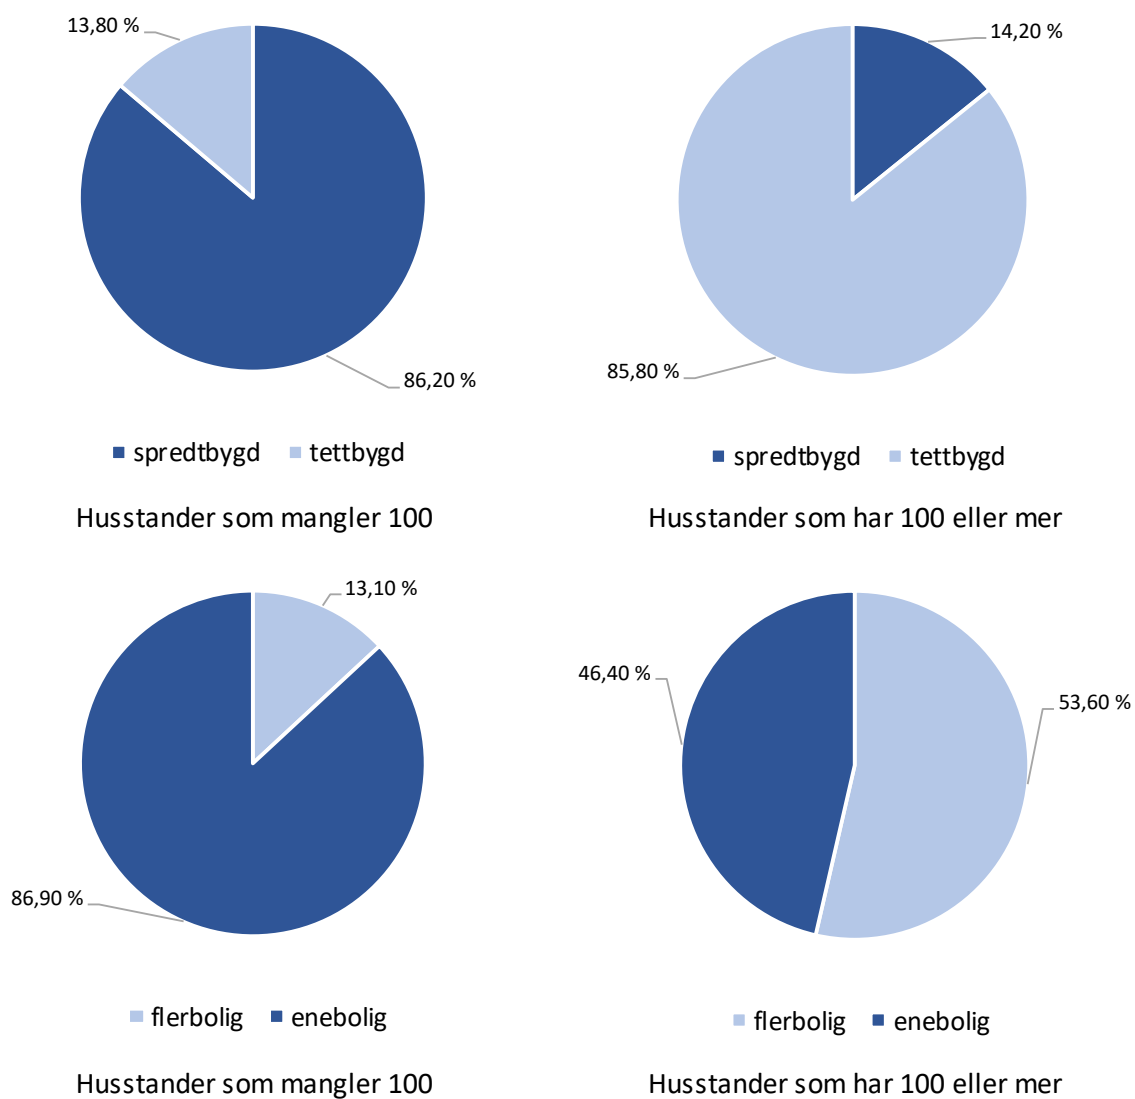 13,80 %
86,20 %
spredtbygd tettbygd
Husstander som mangler 100
14,20 %
85,80 %
spredtbygd tettbygd
Husstander som har 100 eller mer
13,10 %
86,90 %
flerbolig enebolig
Husstander som mangler 100
46,40 %
53,60 %
flerbolig enebolig
Husstander som har 100 eller mer